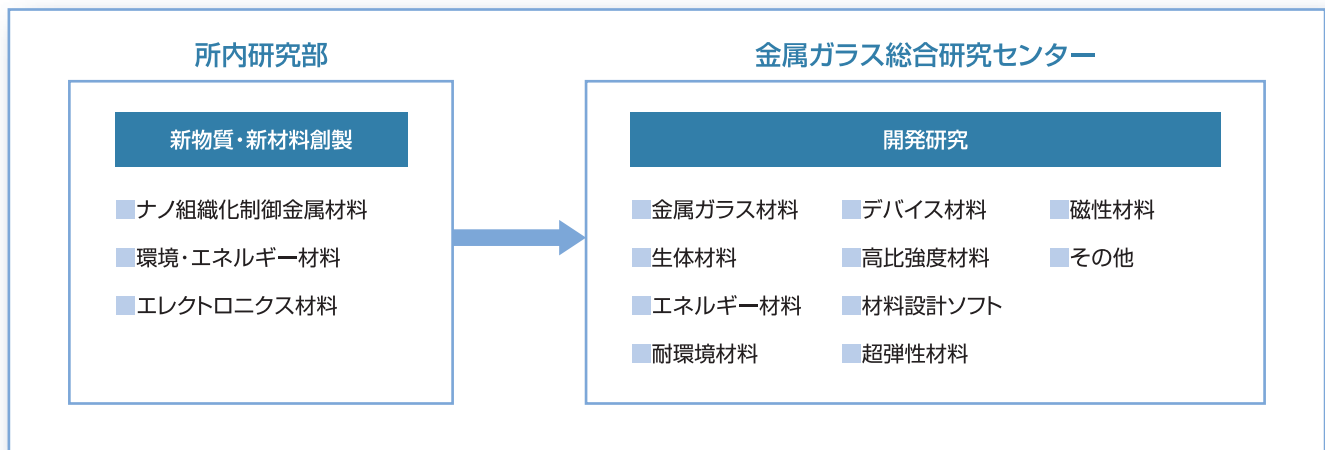 所内研究部
新物質・新材料創製
ナノ組織化制御金属材料
環境・エネルギー材料
エレクトロニクス材料
金属ガラス総合研究センター
開発研究
金属ガラス材料
生体材料
エネルギー材料
耐環境材料
デバイス材料
高比強度材料
材料設計ソフト
超弾性材料
磁性材料
その他